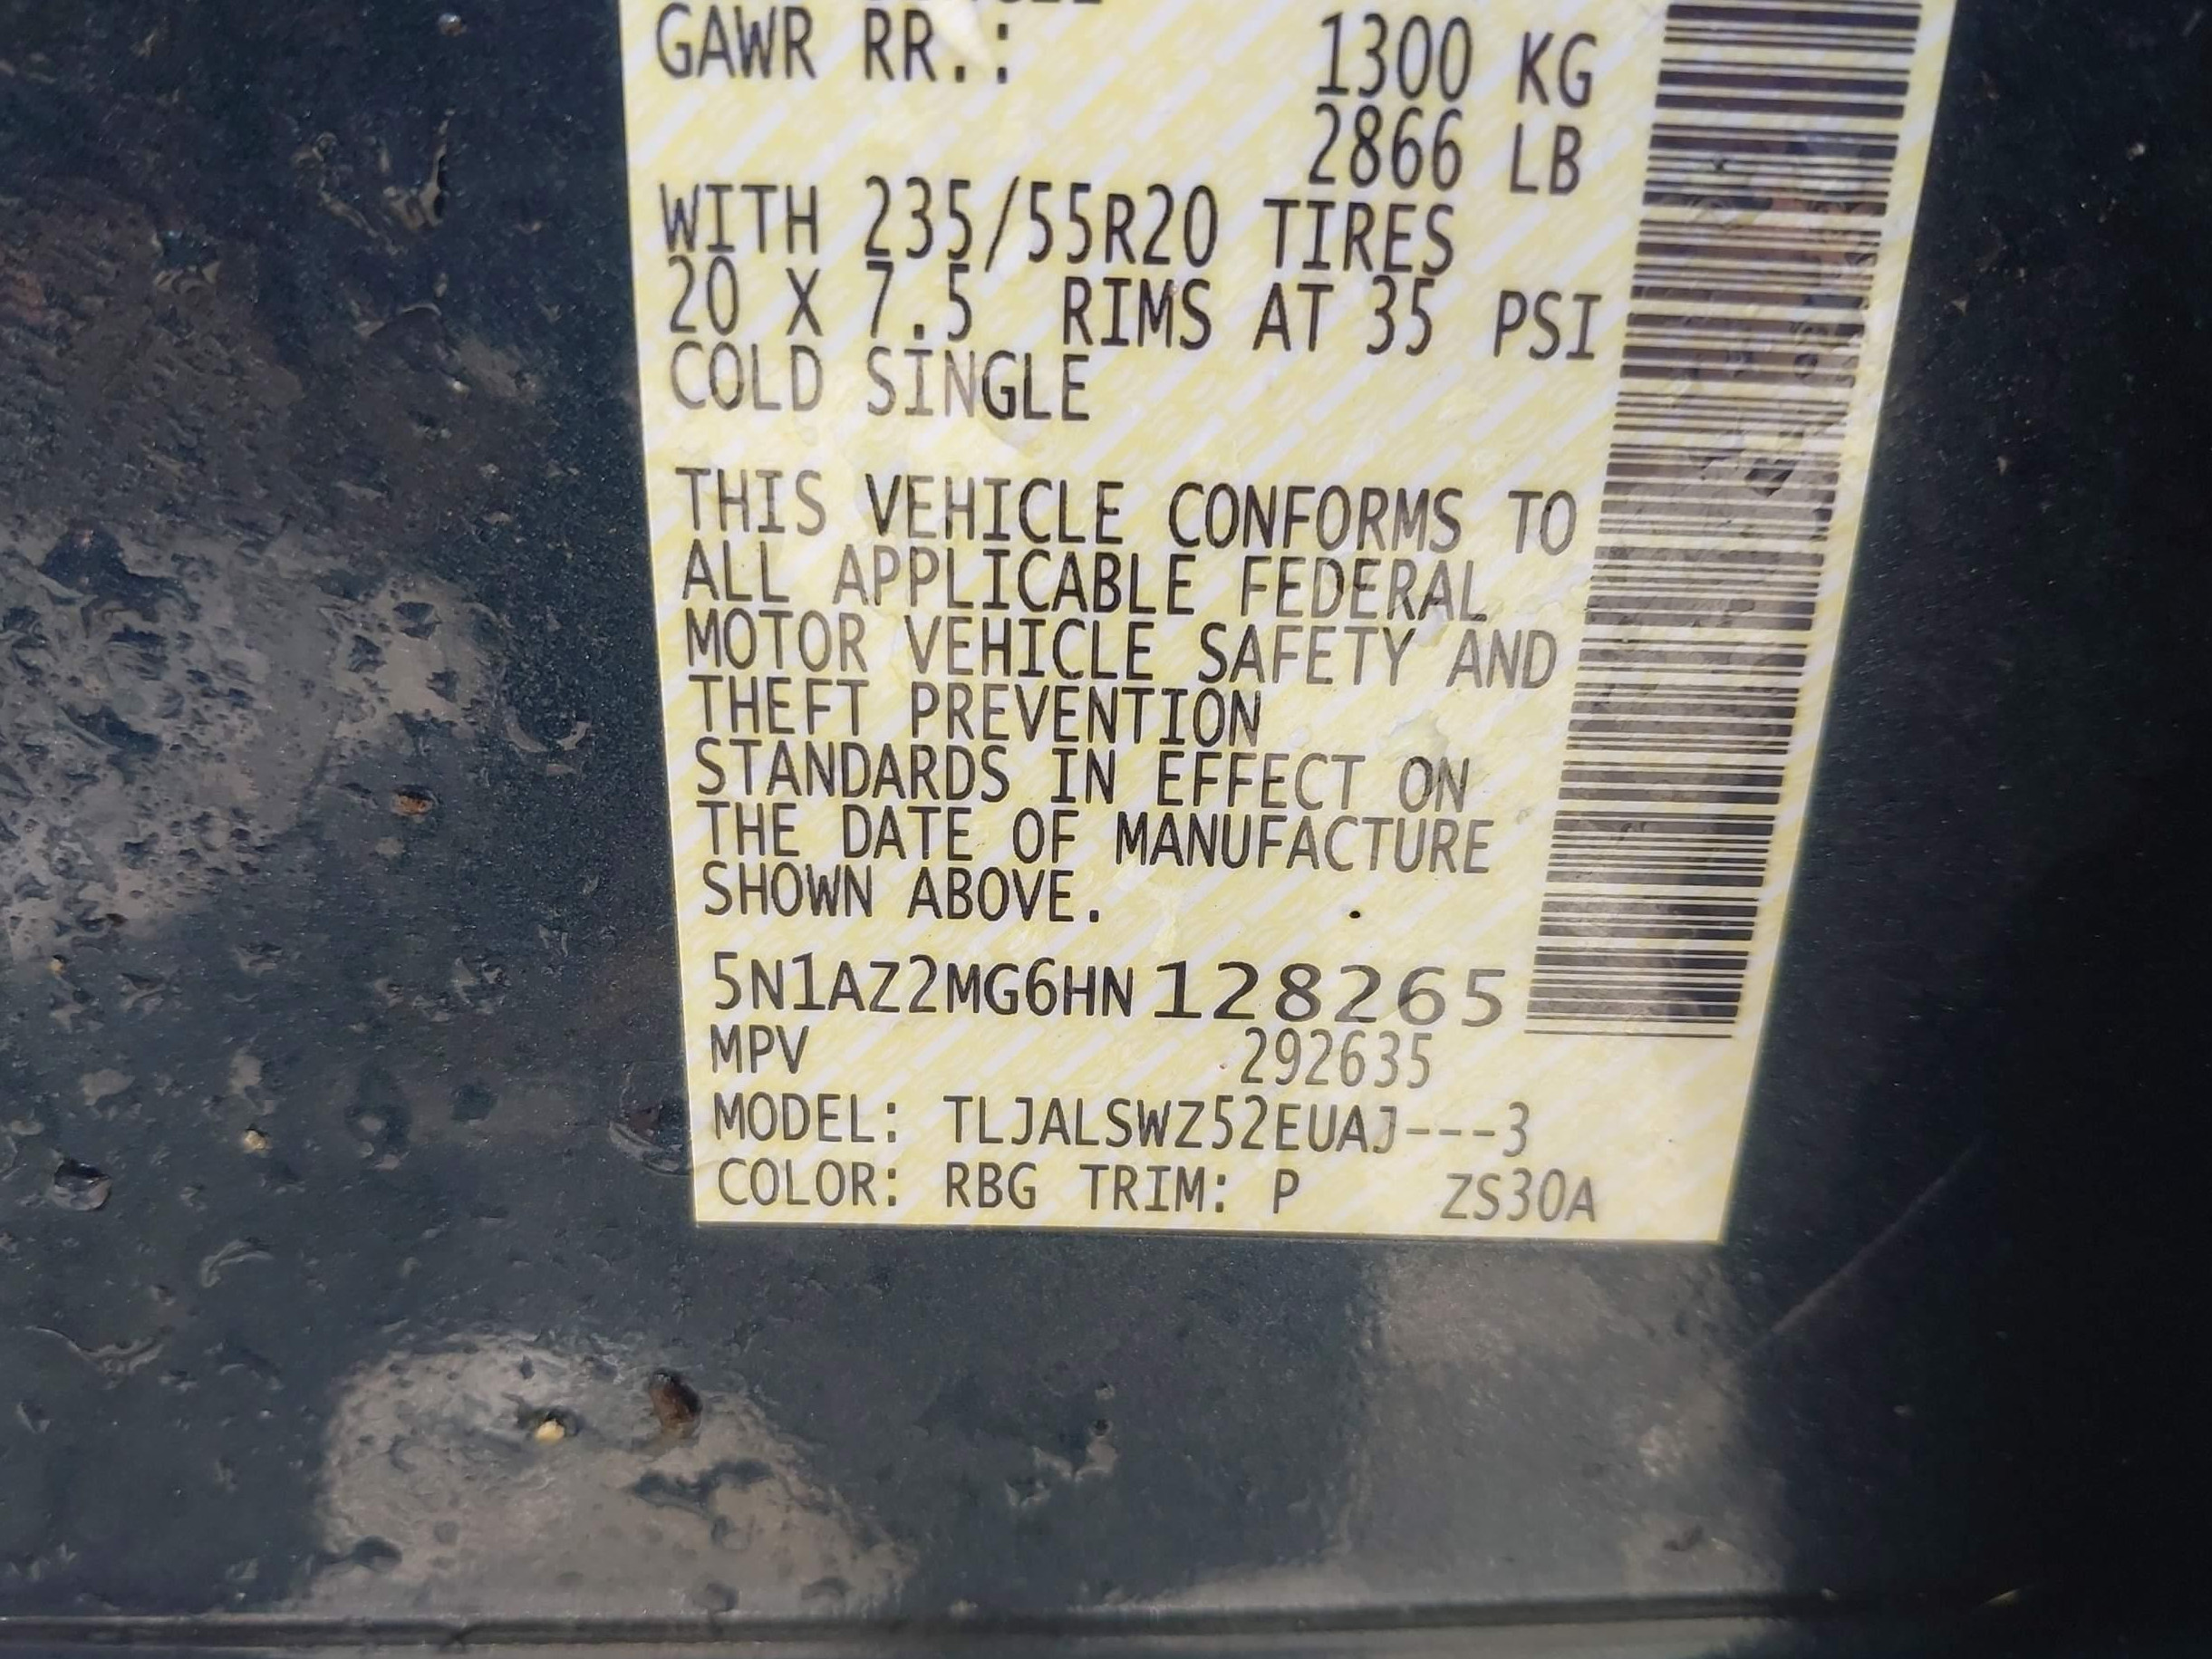 GAWR RR.: 1300 KG
2866 LB
WITH 235/55R20 TIRES
20 X 7.5 RIMS AT 35 PSI
COLD SINGLE
THIS VEHICLE CONFORMS TO
ALL APPLICABLE FEDERAL
MOTOR VEHICLE SAFETY AND
THEFT PREVENTION
STANDARDS IN EFFECT ON
THE DATE OF MANUFACTURE
SHOWN ABOVE.
5N1AZ2MG6HN128265
MPV 292635
MODEL: TLJALSWZ52EUAJ---3
COLOR: RBG TRIM: P ZS30A